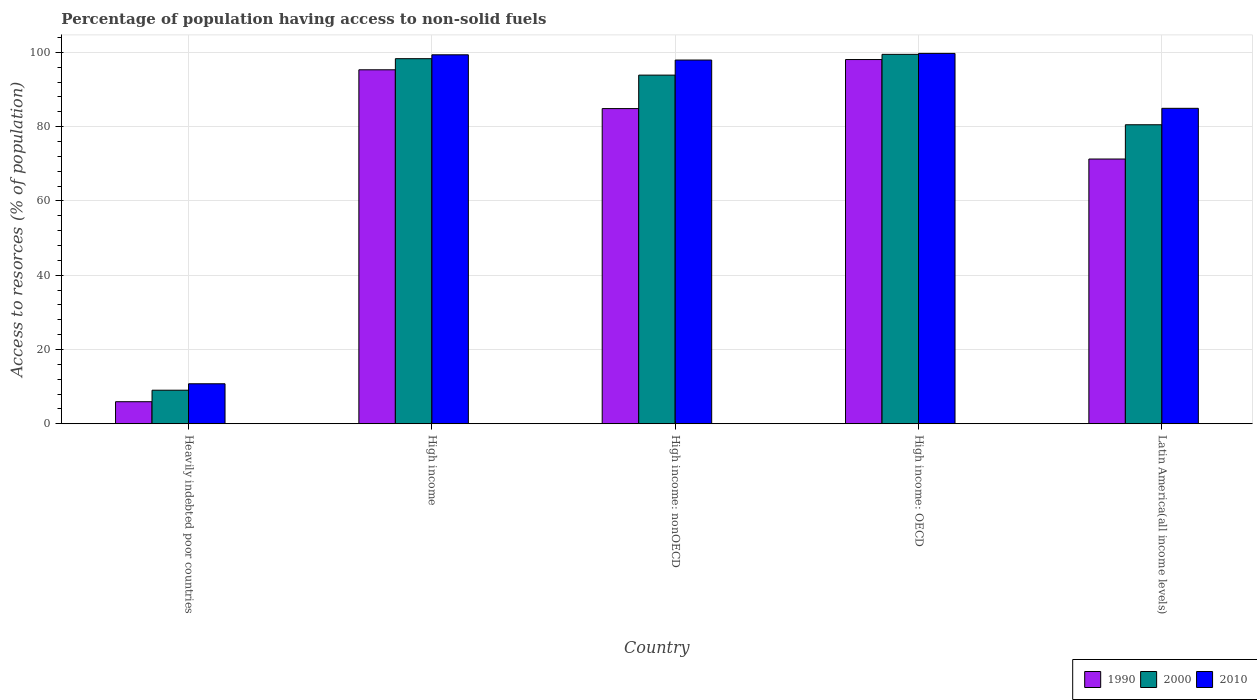 Percentage of population having access to non-solid fuels
Access to resorces (% of population)
100
80
60
40
20
0
Heavily indebted poor countries
High income
High income: nonOECD
High income: OECD
Latin America(all income levels)
Country
1990
2000
2010